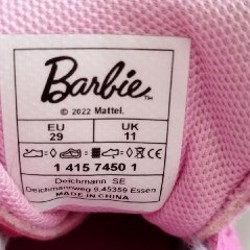 Barbie™
© 2022 Mattel.
EU UK
29 11
1 415 7450 1
Deichmann SE
Deichmannweg 9,45359 Essen
MADE IN CHINA